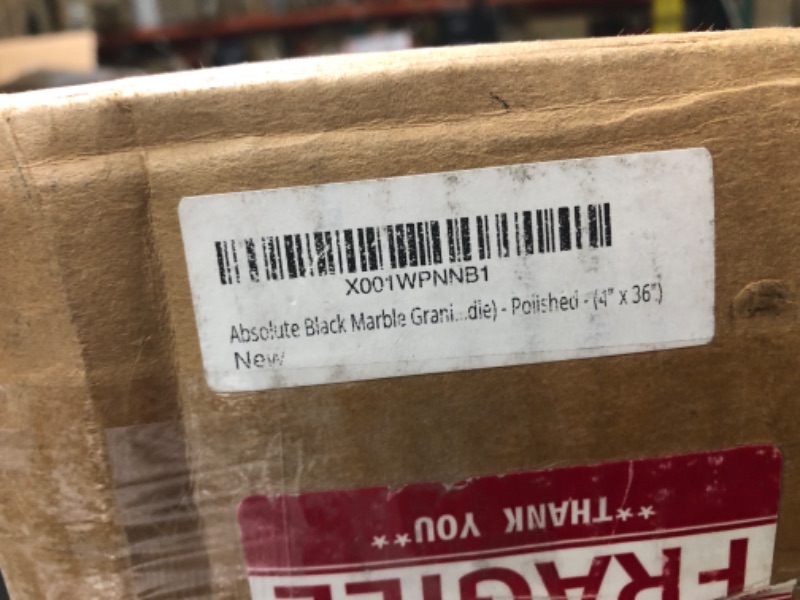 X001WPNNB1
Absolute Black Marble Grani...die) - Polished - (4" x 36")
New
**THANK YOU**
FRAGILE